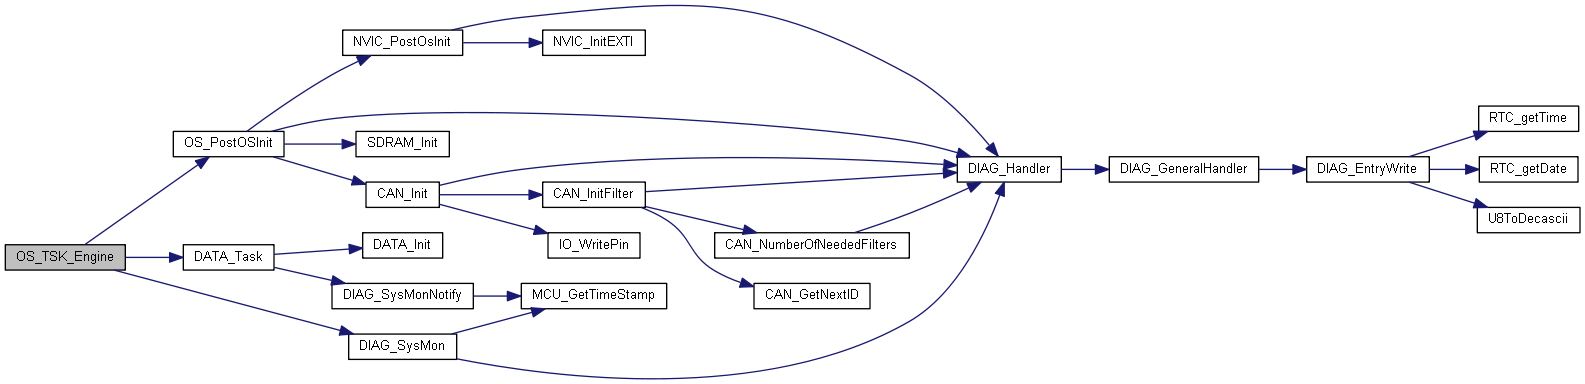 OS_TSK_Engine
OS_PostOSInit
NVIC_PostOsInit
NVIC_InitEXTI
SDRAM_Init
CAN_Init
CAN_InitFilter
IO_WritePin
CAN_NumberOfNeededFilters
CAN_GetNextID
DATA_Task
DATA_Init
DIAG_SysMonNotify
MCU_GetTimeStamp
DIAG_SysMon
DIAG_Handler
DIAG_GeneralHandler
DIAG_EntryWrite
RTC_getTime
RTC_getDate
U8ToDecascii